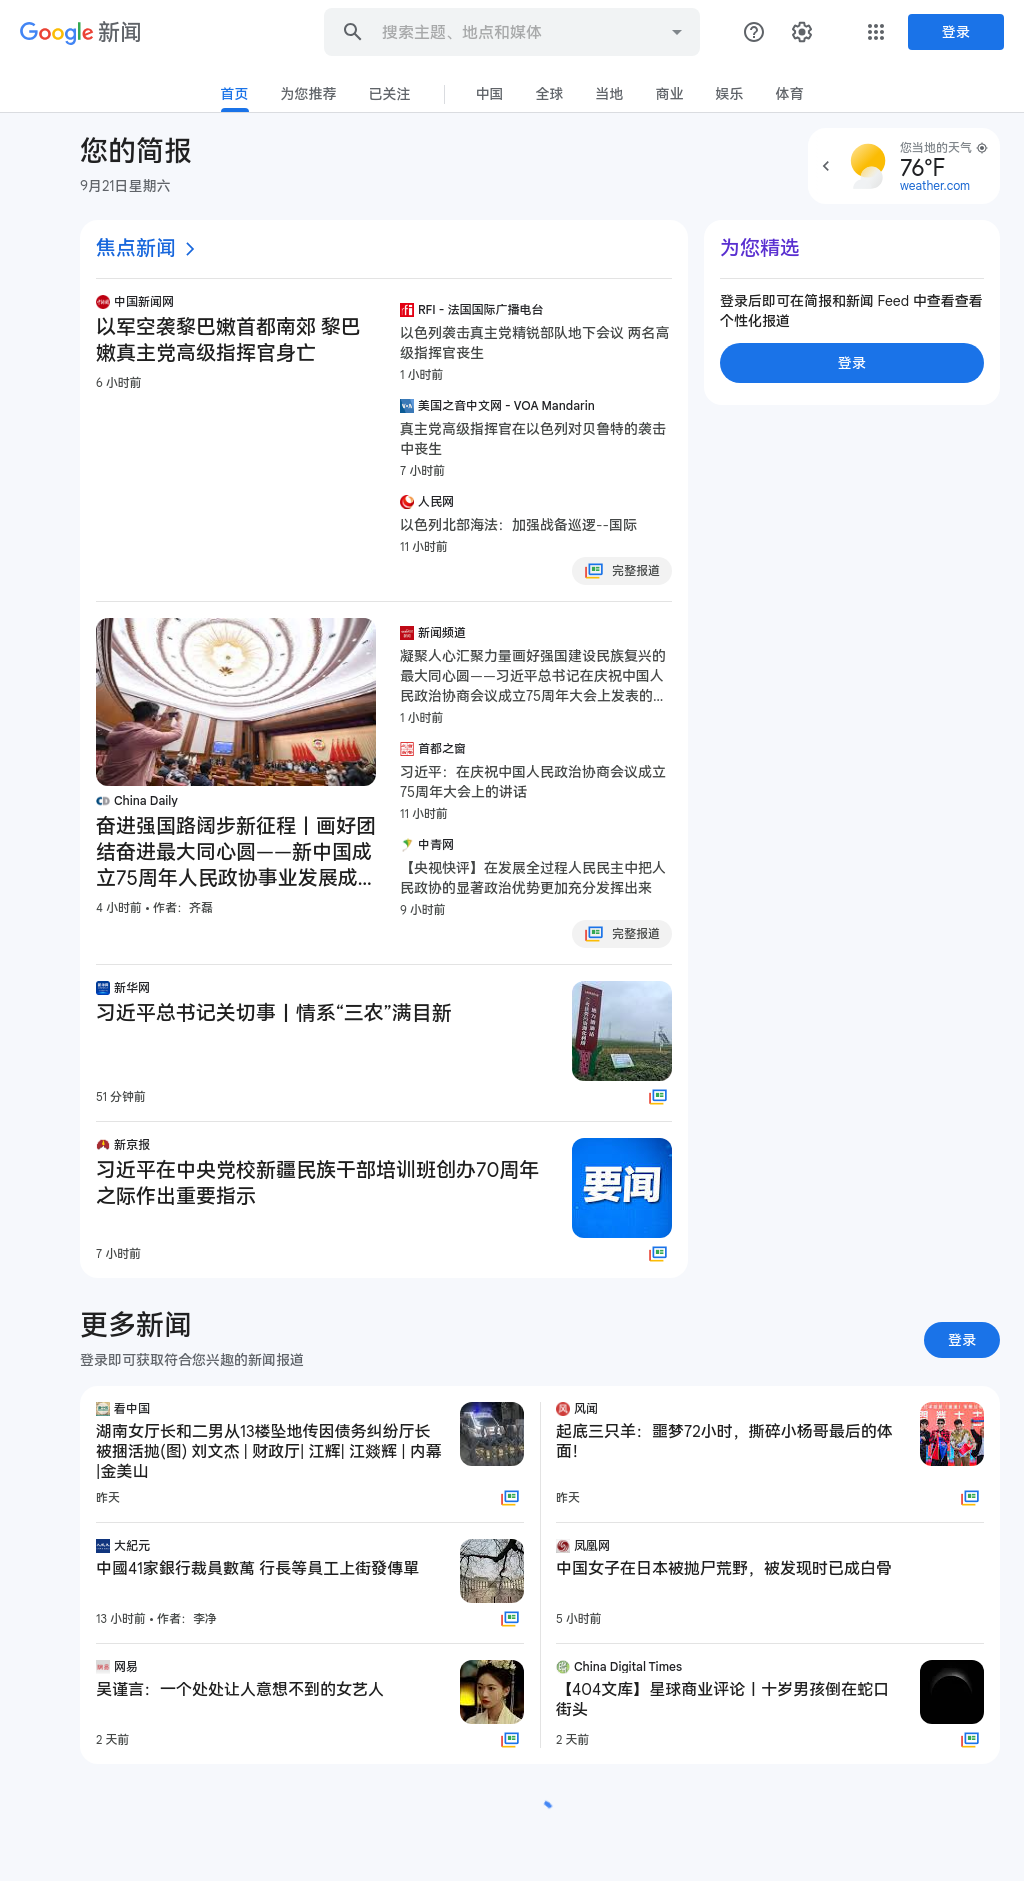 Google 新闻
搜索主题、地点和媒体
登录
首页
为您推荐
已关注
中国
全球
当地
商业
娱乐
体育
您的简报
9月21日星期六
您当地的天气
76°F
weather.com
焦点新闻
中国新闻网
以军空袭黎巴嫩首都南郊 黎巴
嫩真主党高级指挥官身亡
6 小时前
RFI - 法国国际广播电台
以色列袭击真主党精锐部队地下会议 两名高
级指挥官丧生
1 小时前
美国之音中文网 - VOA Mandarin
真主党高级指挥官在以色列对贝鲁特的袭击
中丧生
7 小时前
人民网
以色列北部海法：加强战备巡逻--国际
11 小时前
完整报道
为您精选
登录后即可在简报和新闻 Feed 中查看查看
个性化报道
登录
China Daily
奋进强国路阔步新征程丨画好团
结奋进最大同心圆——新中国成
立75周年人民政协事业发展成…
4 小时前 • 作者：齐磊
新闻频道
凝聚人心汇聚力量画好强国建设民族复兴的
最大同心圆——习近平总书记在庆祝中国人
民政治协商会议成立75周年大会上发表的…
1 小时前
首都之窗
习近平：在庆祝中国人民政治协商会议成立
75周年大会上的讲话
11 小时前
中青网
【央视快评】在发展全过程人民民主中把人
民政协的显著政治优势更加充分发挥出来
9 小时前
完整报道
新华网
习近平总书记关切事丨情系“三农”满目新
51 分钟前
新京报
习近平在中央党校新疆民族干部培训班创办70周年
之际作出重要指示
要闻
7 小时前
更多新闻
登录即可获取符合您兴趣的新闻报道
登录
看中国
湖南女厅长和二男从13楼坠地传因债务纠纷厅长
被捆活抛(图) 刘文杰 | 财政厅| 江辉| 江燚辉 | 内幕
|金美山
昨天
风闻
起底三只羊：噩梦72小时，撕碎小杨哥最后的体
面！
昨天
大紀元
中國41家銀行裁員數萬 行長等員工上街發傳單
13 小时前 • 作者：李净
凤凰网
中国女子在日本被抛尸荒野，被发现时已成白骨
5 小时前
网易
吴谨言：一个处处让人意想不到的女艺人
2 天前
China Digital Times
【404文库】星球商业评论丨十岁男孩倒在蛇口
街头
2 天前